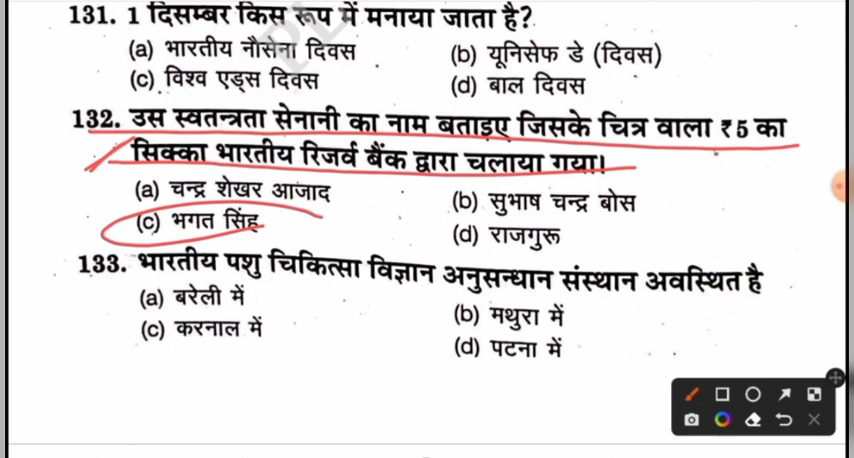 131. 1 दिसम्बर किस रूप में मनाया जाता है?
(a) भारतीय नौसेना दिवस (b) यूनिसेफ डे (दिवस)
(c) विश्व एड्स दिवस (d) बाल दिवस
132. उस स्वतन्त्रता सेनानी का नाम बताइए जिसके चित्र वाला ₹5 का
सिक्का भारतीय रिजर्व बैंक द्वारा चलाया गया।
(a) चन्द्र शेखर आजाद (b) सुभाष चन्द्र बोस
(c) भगत सिंह (d) राजगुरू
133. भारतीय पशु चिकित्सा विज्ञान अनुसन्धान संस्थान अवस्थित है
(a) बरेली में (b) मथुरा में
(c) करनाल में (d) पटना में